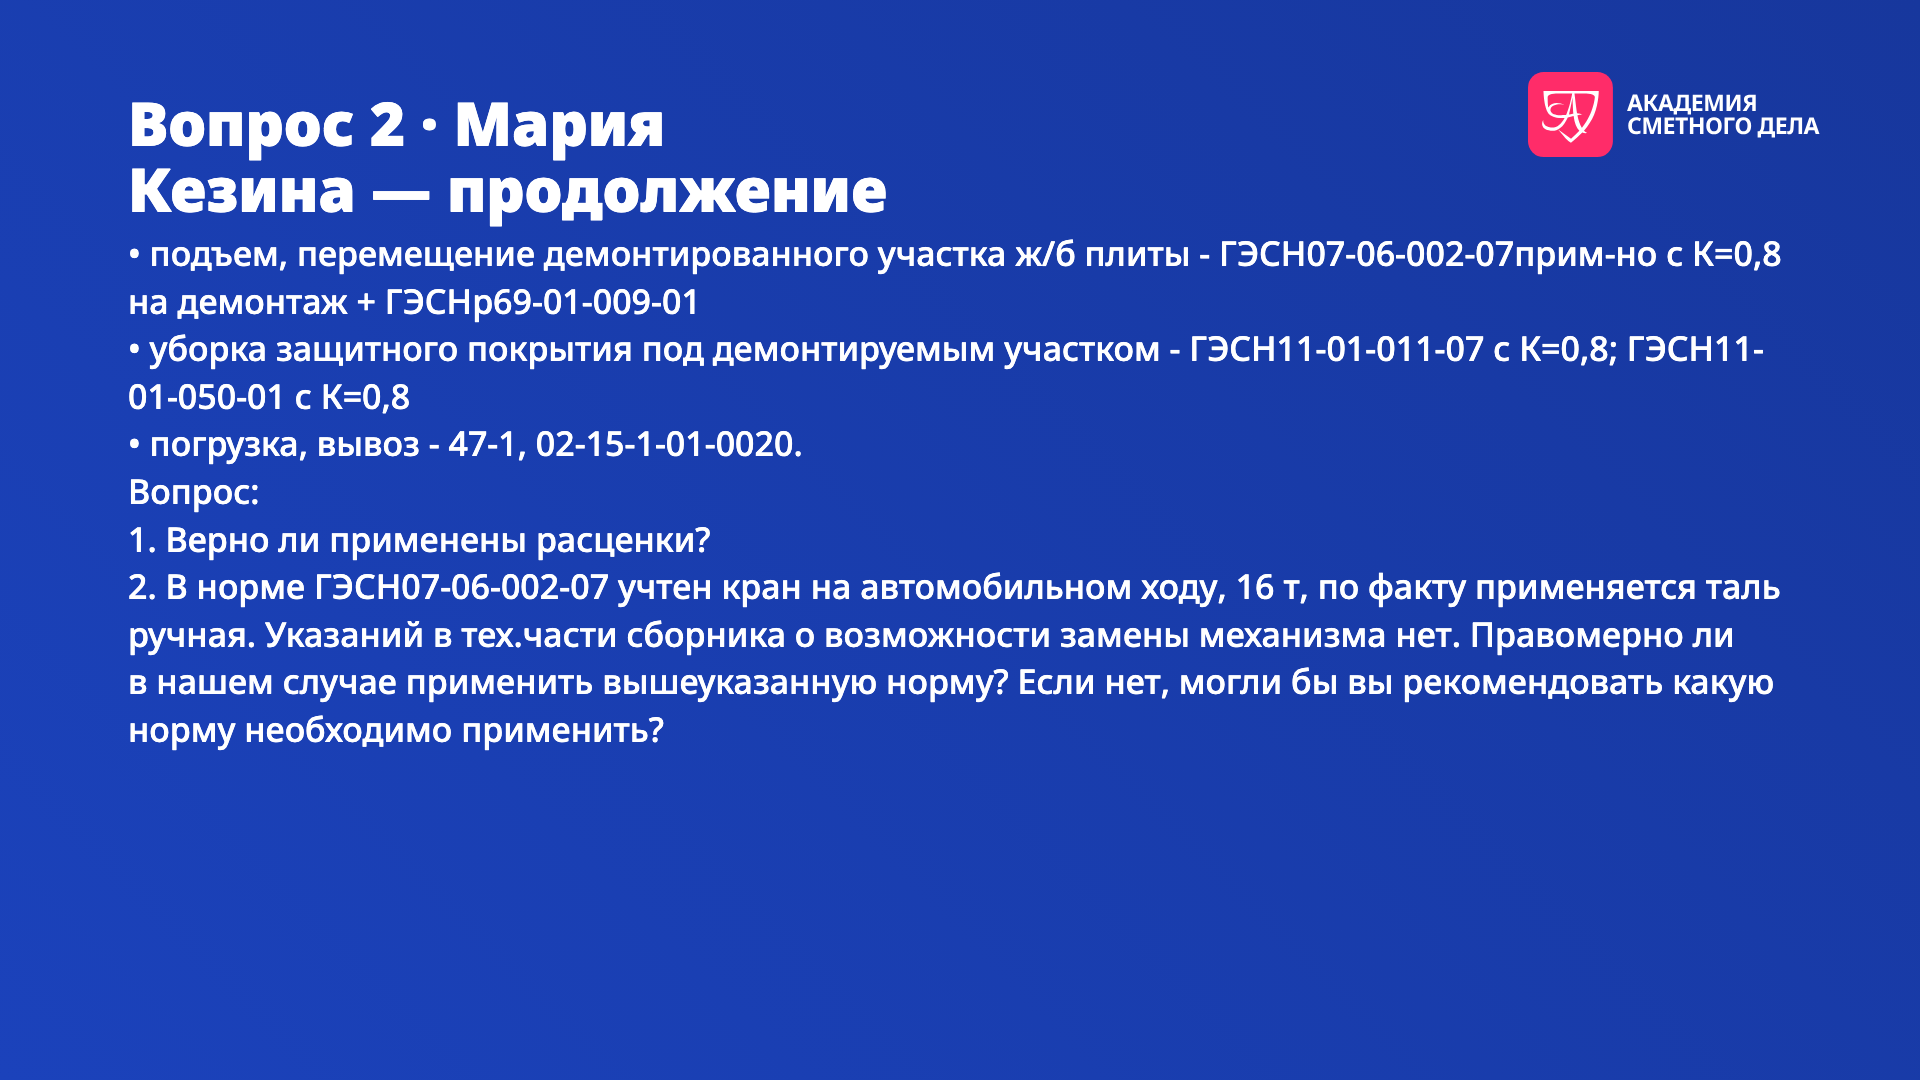 Вопрос 2 · Мария
Кезина — продолжение
АКАДЕМИЯ
СМЕТНОГО ДЕЛА
• подъем, перемещение демонтированного участка ж/б плиты - ГЭСН07-06-002-07прим-но с К=0,8
на демонтаж + ГЭСНр69-01-009-01
• уборка защитного покрытия под демонтируемым участком - ГЭСН11-01-011-07 с К=0,8; ГЭСН11-
01-050-01 с К=0,8
• погрузка, вывоз - 47-1, 02-15-1-01-0020.
Вопрос:
1. Верно ли применены расценки?
2. В норме ГЭСН07-06-002-07 учтен кран на автомобильном ходу, 16 т, по факту применяется таль
ручная. Указаний в тех.части сборника о возможности замены механизма нет. Правомерно ли
в нашем случае применить вышеуказанную норму? Если нет, могли бы вы рекомендовать какую
норму необходимо применить?